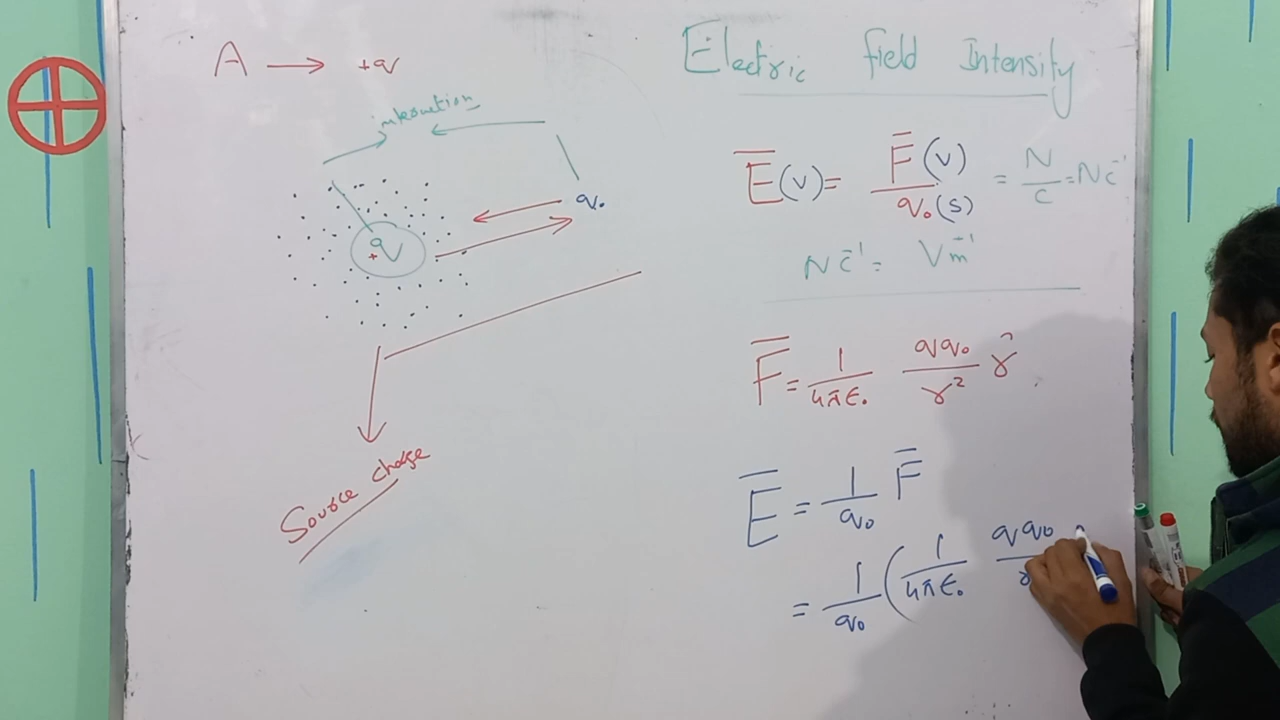 A → +q
interaction
q₀
+q
Source charge
Electric field Intensity
E̅(v) = F̅(v) / q₀(s) = N/c = Nc⁻¹
Nc⁻¹ = Vm⁻¹
F̅ = 1/4πε₀ qq₀/r² r̂
E̅ = 1/q₀ F̅
= 1/q₀ (1/4πε₀ qq₀/r